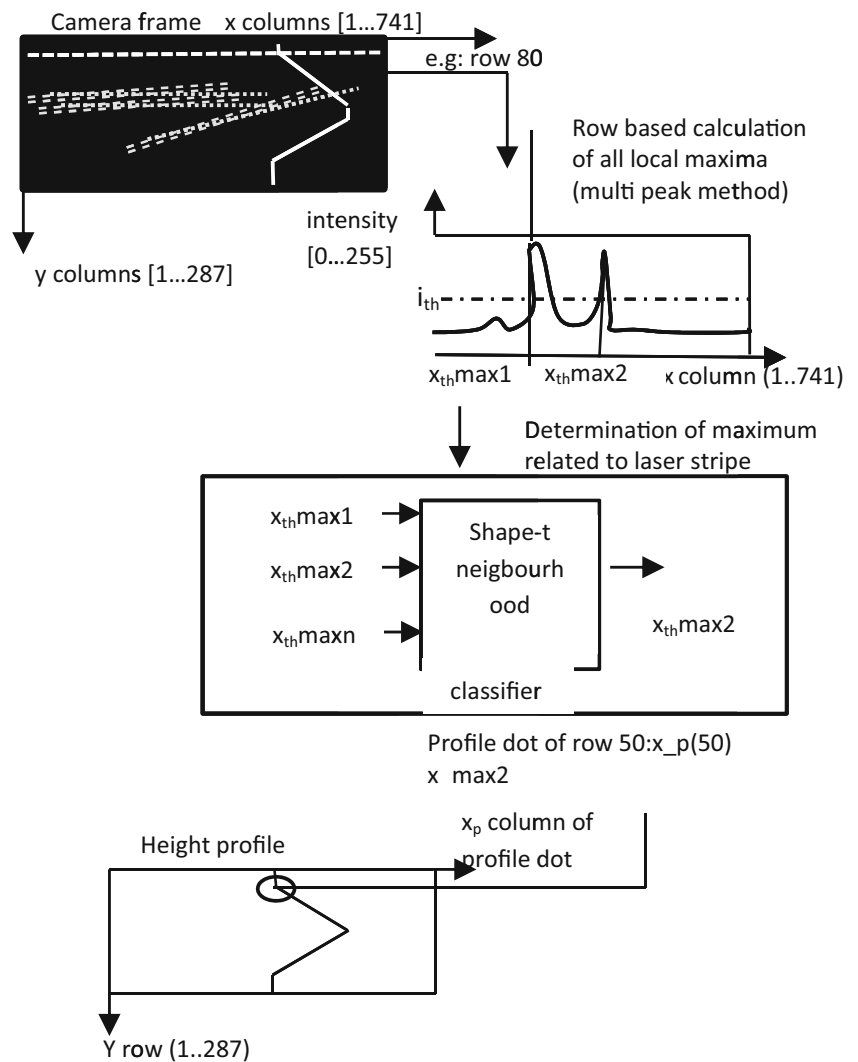 Camera frame x columns [1...741]
e.g: row 80
Row based calculation
of all local maxima
(multi peak method)
intensity
[0...255]
y columns [1...287]
i_th
x_thmax1 x_thmax2 x column (1..741)
Determination of maximum
related to laser stripe
x_thmax1
x_thmax2
x_thmaxn
Shape-t
neigbourh
ood
classifier
x_thmax2
Profile dot of row 50:x_p(50)
x max2
x_p column of
profile dot
Height profile
Y row (1..287)